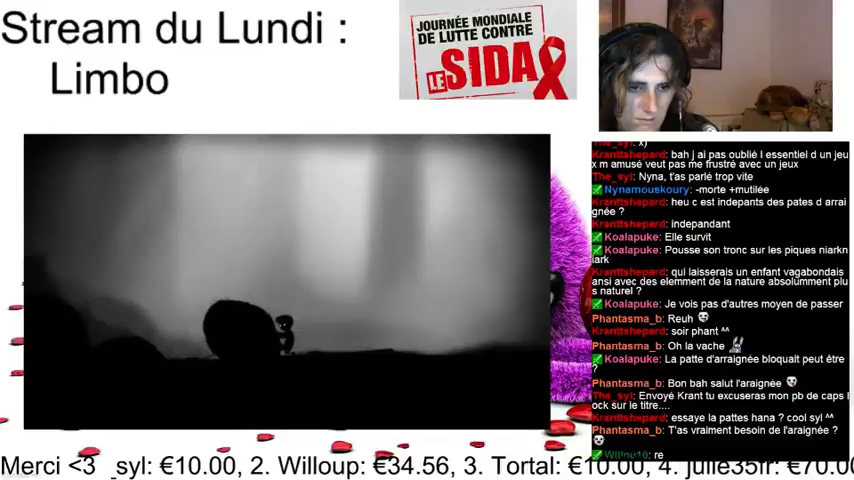 Stream du Lundi :
Limbo
JOURNÉE MONDIALE
DE LUTTE CONTRE
LE SIDA
The_syl: x)
Kranttshepard: bah j ai pas oublié l essentiel d un jeu
x m amusé veut pas me frustré avec un jeux
The_syl: Nyna, t'as parlé trop vite
Nynamouskoury: -morte +mutilée
Kranttshepard: heu c est indepants des pates d arrai
gnée ?
Kranttshepard: independant
Koalapuke: Elle survit
Koalapuke: Pousse son tronc sur les piques niarkn
iark
Kranttshepard: qui laisserais un enfant vagabondais
ansi avec des elemment de la nature absolumment plu
s naturel ?
Koalapuke: Je vois pas d'autres moyen de passer
Phantasma_b: Reuh
Kranttshepard: soir phant ^^
Phantasma_b: Oh la vache
Koalapuke: La patte d'arraignée bloquait peut être
?
Phantasma_b: Bon bah salut l'araignée
The_syl: Envoyé Krant tu excuseras mon pb de caps l
ock sur le titre....
Kranttshepard: essaye la pattes hana ? cool syl ^^
Phantasma_b: T'as vraiment besoin de l'araignée ?
Willoup10: re
Merci <3 _syl: €10.00, 2. Willoup: €34.56, 3. Tortal: €10.00, 4. julie35fr: €70.00